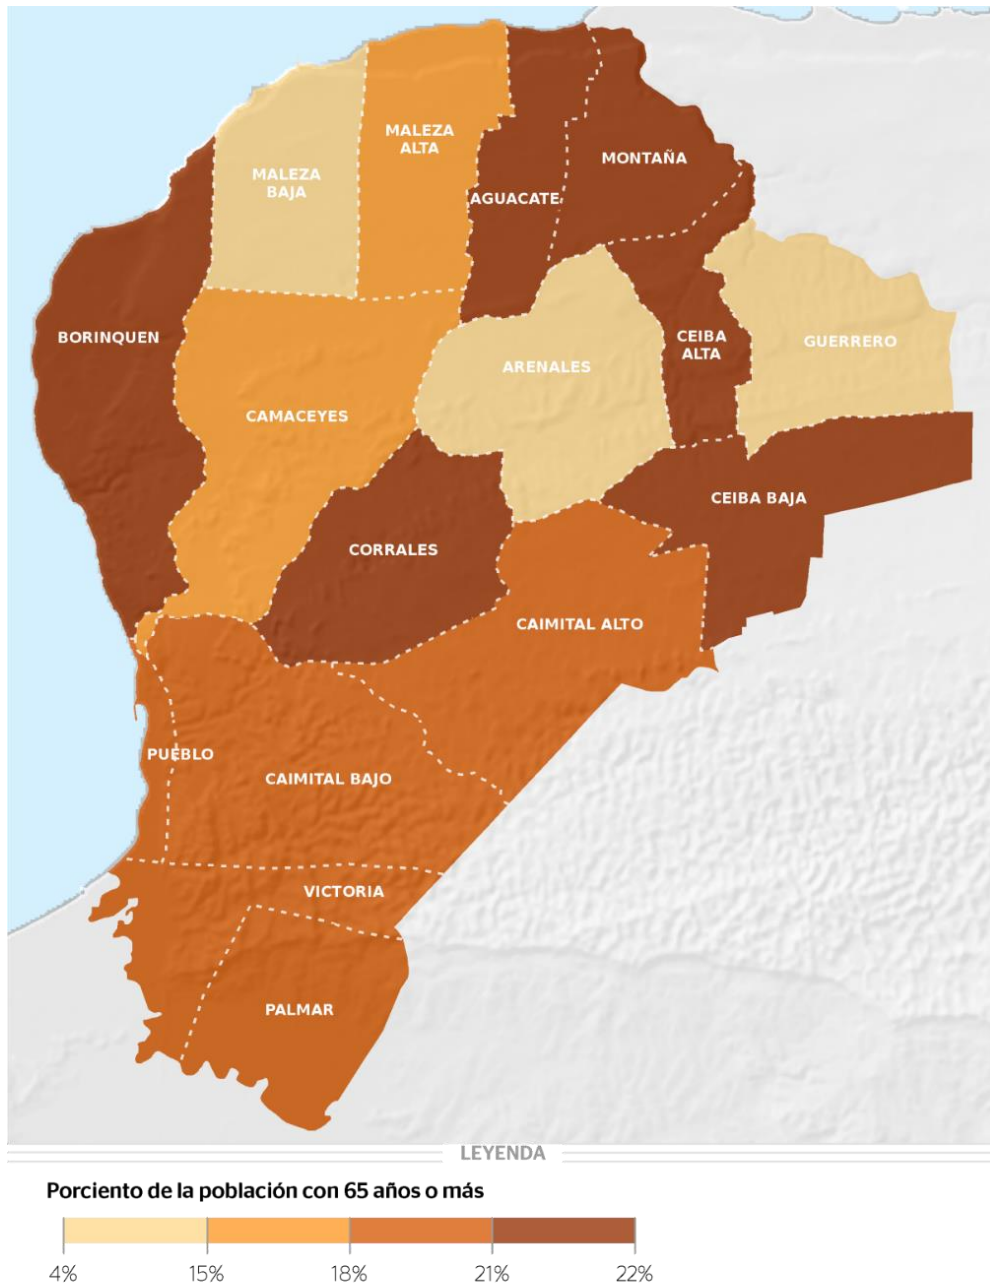 MALEZA
ALTA
MALEZA
BAJA
MONTAÑA
AGUACATE
BORINQUEN
CEIBA
ALTA
GUERRERO
ARENALES
CAMACEYES
CEIBA BAJA
CORRALES
CAIMITAL ALTO
PUEBLO
CAIMITAL BAJO
VICTORIA
PALMAR
LEYENDA
Porciento de la población con 65 años o más
4% 15% 18% 21% 22%